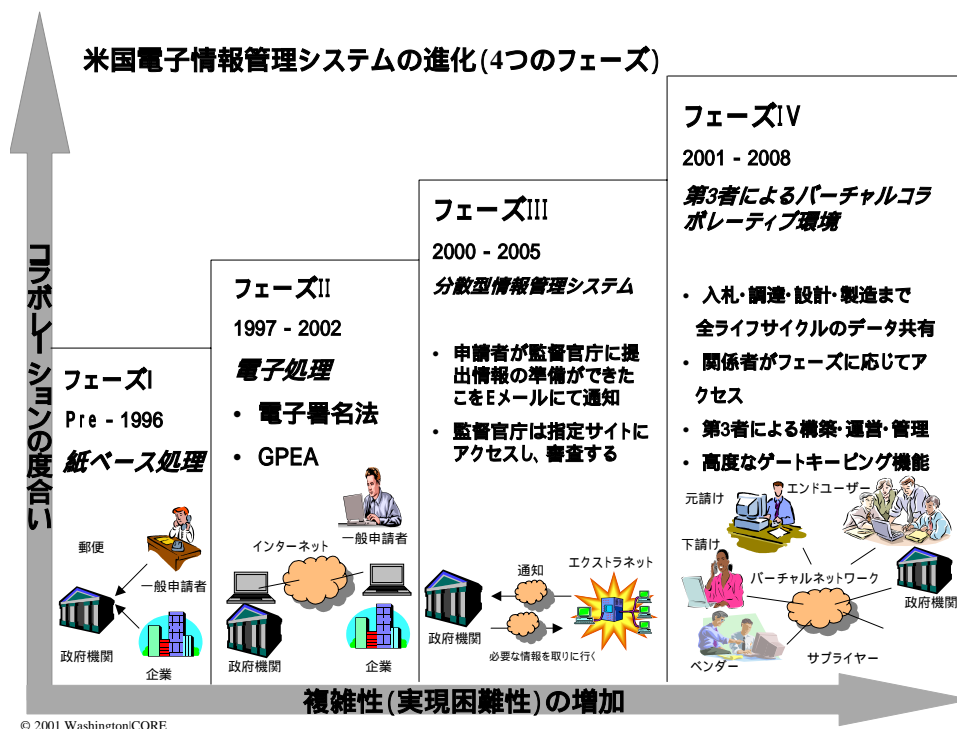 米国電子情報管理システムの進化(4つのフェーズ)
コラボレーションの度合い
フェーズI
Pre - 1996
紙ベース処理
郵便
一般申請者
政府機関
企業
フェーズII
1997 - 2002
電子処理
• 電子署名法
• GPEA
一般申請者
インターネット
政府機関
企業
フェーズIII
2000 - 2005
分散型情報管理システム
• 申請者が監督官庁に提
出情報の準備ができた
こをEメールにて通知
• 監督官庁は指定サイトに
アクセスし、審査する
通知
エクストラネット
政府機関
必要な情報を取りに行く
フェーズIV
2001 - 2008
第3者によるバーチャルコラ
ボレーティブ環境
• 入札・調達・設計・製造まで
全ライフサイクルのデータ共有
• 関係者がフェーズに応じてア
クセス
• 第3者による構築・運営・管理
• 高度なゲートキーピング機能
元請け
エンドユーザー
下請け
バーチャルネットワーク
政府機関
ベンダー
サプライヤー
複雑性(実現困難性)の増加
© 2001 Washington|CORE